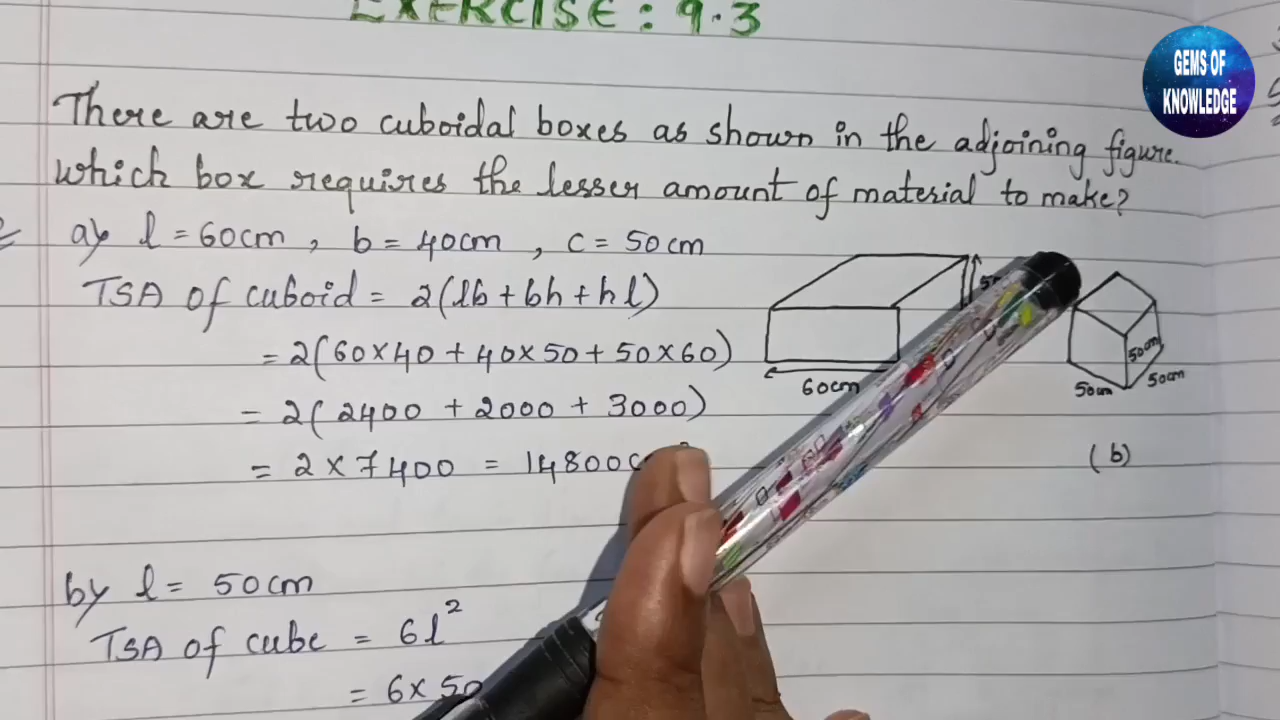 EXERCISE: 9.3
GEMS OF
KNOWLEDGE
There are two cuboidal boxes as shown in the adjoining figure.
which box requires the lesser amount of material to make?
a) l = 60cm, b = 40cm, c = 50cm
TSA of cuboid = 2(lb + bh + hl)
= 2(60×40 + 40×50 + 50×60)
= 2(2400 + 2000 + 3000)
= 2 × 7400 = 14800
60cm
50cm
50cm
50cm
(b)
b) l = 50cm
TSA of cube = 6l²
= 6×50